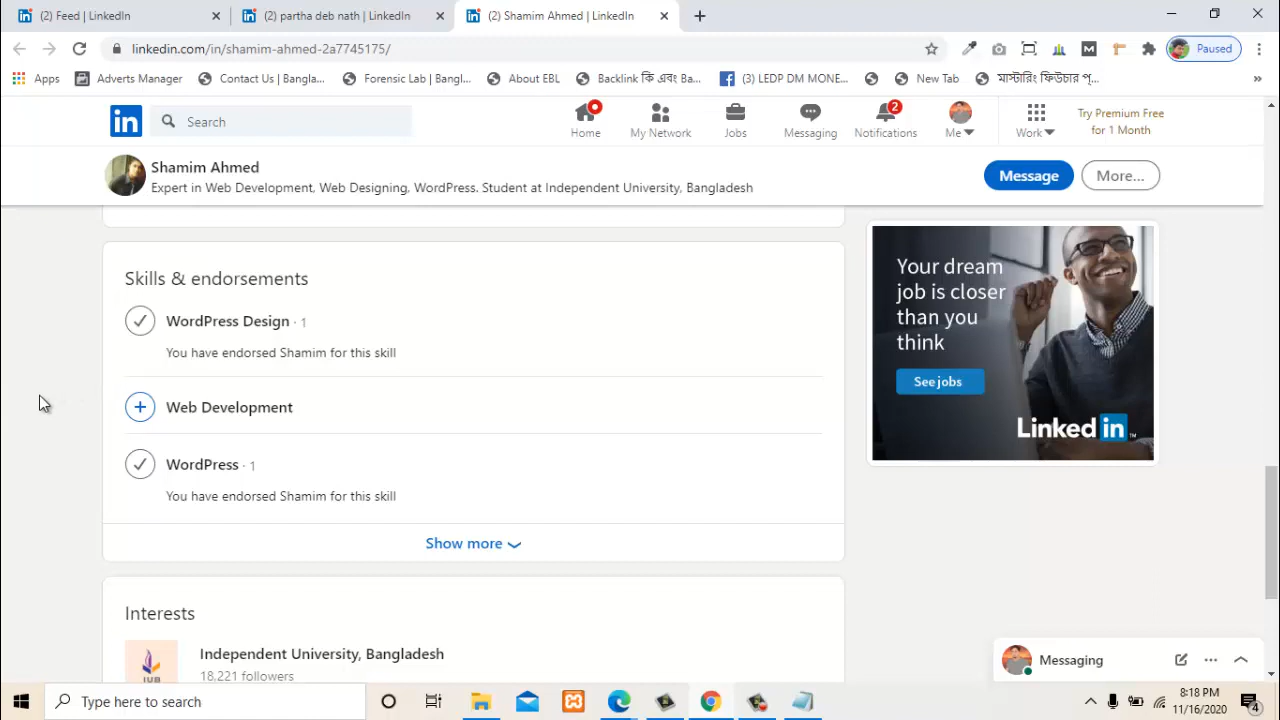 (2) Feed | LinkedIn
(2) partha deb nath | LinkedIn
(2) Shamim Ahmed | LinkedIn
linkedin.com/in/shamim-ahmed-2a7745173/
Paused
Apps
Adverts Manager
Contact Us | Bangla...
Forensic Lab | Bangl...
About EBL
Backlink কি এবং Ba...
(3) LEDP DM MONE...
New Tab
মাস্টারিং ফিউচার প্...
in
Search
Home
My Network
Jobs
Messaging
2
Notifications
Me
Work
Try Premium Free
for 1 Month
Shamim Ahmed
Expert in Web Development, Web Designing, WordPress. Student at Independent University, Bangladesh
Message
More...
Skills & endorsements
WordPress Design · 1
You have endorsed Shamim for this skill
Web Development
WordPress · 1
You have endorsed Shamim for this skill
Show more
Your dream
job is closer
than you
think
See jobs
Linked in
Interests
Independent University, Bangladesh
18,221 followers
IUB
Messaging
Type here to search
8:18 PM
11/16/2020
4